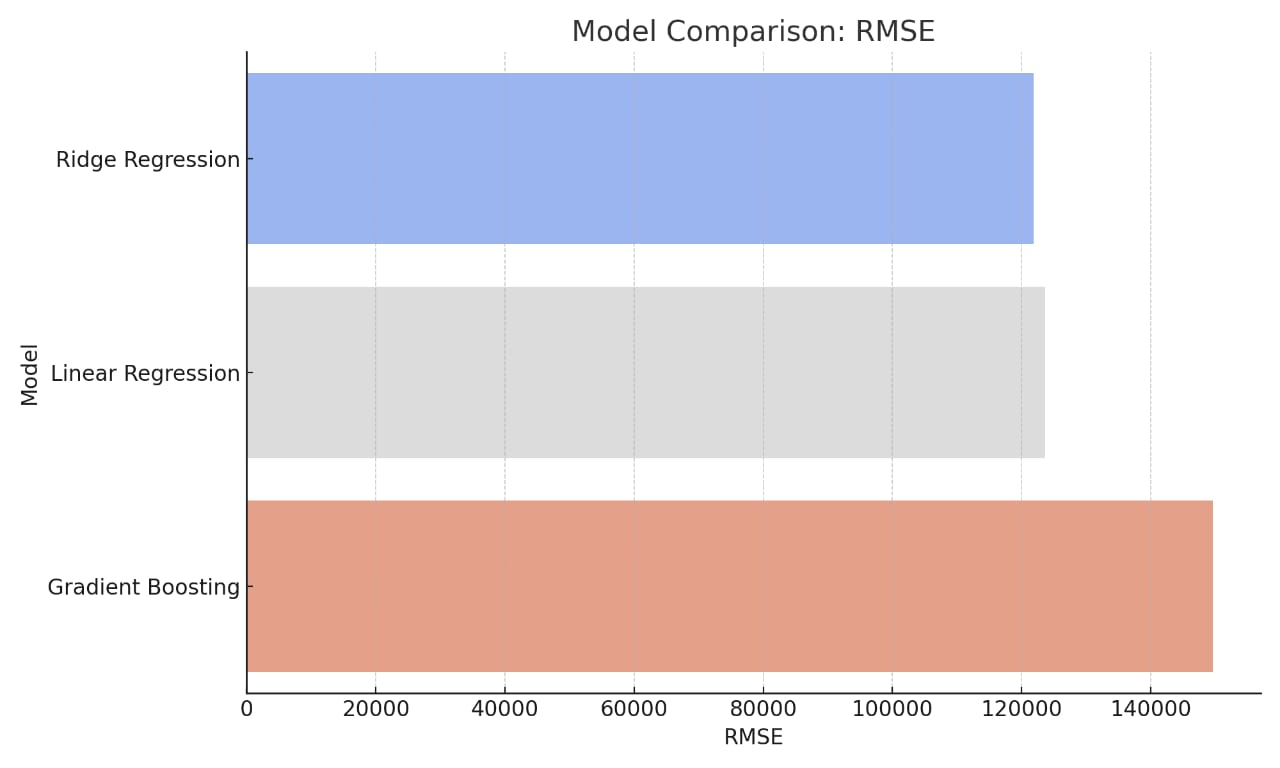 Model Comparison: RMSE
Ridge Regression
Linear Regression
Gradient Boosting
Model
0 20000 40000 60000 80000 100000 120000 140000
RMSE